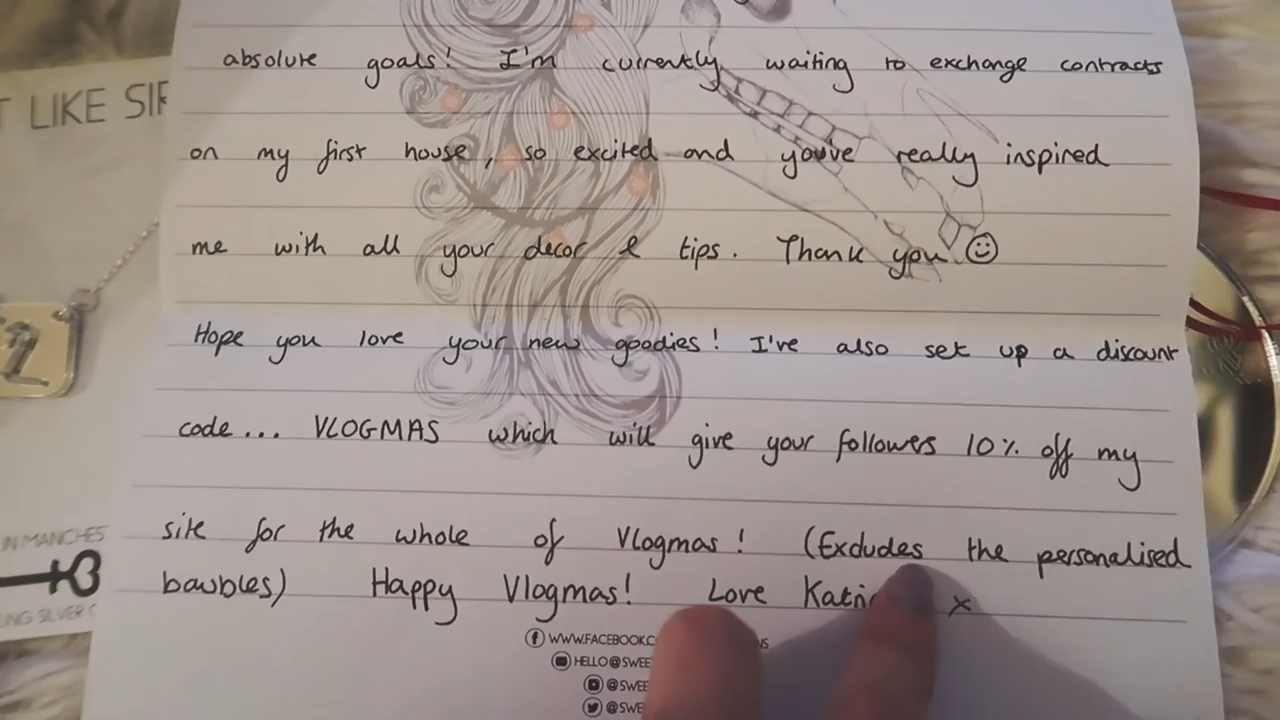 absolute goals! I'm currently waiting to exchange contracts
on my first house, so excited and you've really inspired
me with all your decor & tips. Thank you ☺
Hope you love your new goodies! I've also set up a discount
code... VLOGMAS which will give your followers 10% off my
site for the whole of Vlogmas! (Excludes the personalised
baubles) Happy Vlogmas! Love x
WWW.FACEBOOK.C
HELLO@SWEE
@SWEE
@SWE
T LIKE SIR
2
IN MANCHES